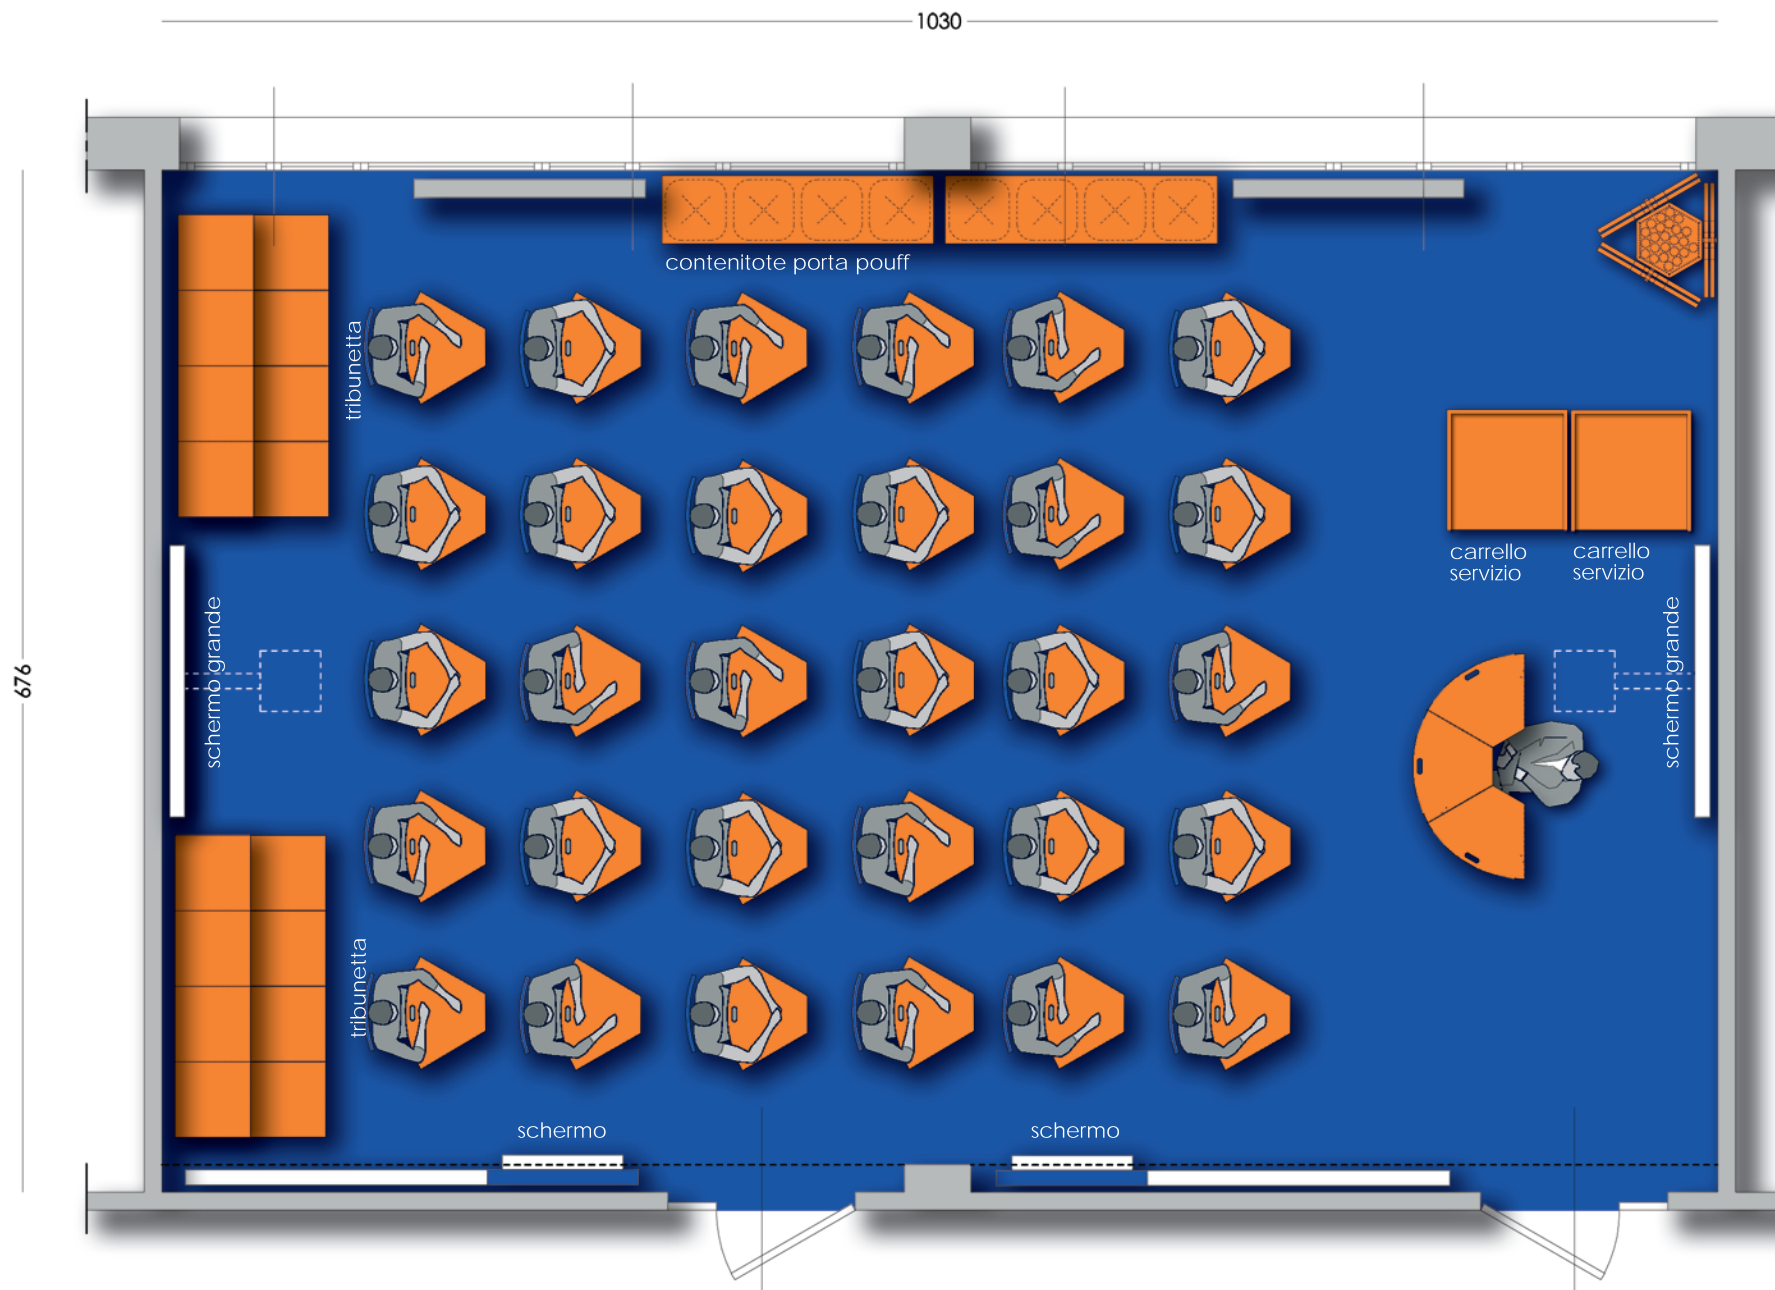 1030
contenitote porta pouff
tribunetta
carrello
servizio
carrello
servizio
schermo grande
schermo grande
676
tribunetta
schermo
schermo